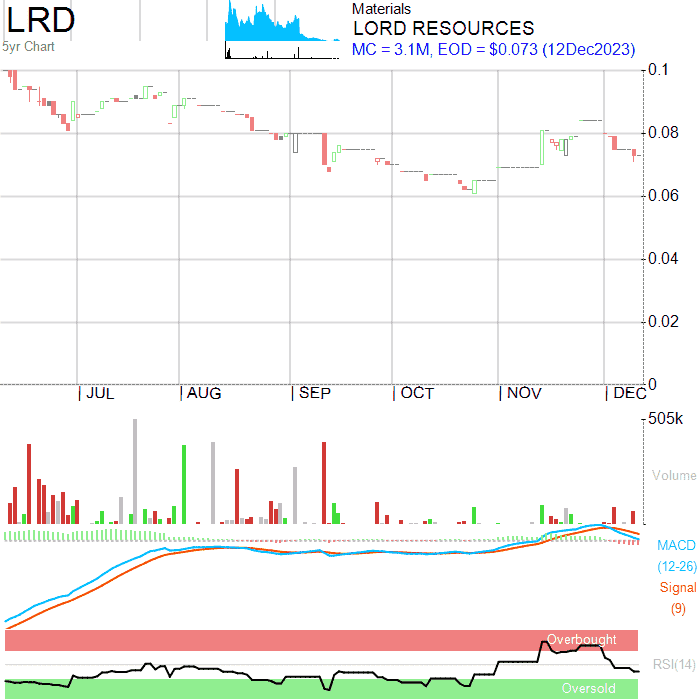 LRD
5yr Chart
Materials
LORD RESOURCES
MC = 3.1M, EOD = $0.073 (12Dec2023)
0.1
0.08
0.06
0.04
0.02
0
JUL AUG SEP OCT NOV DEC
505k
Volume
MACD
(12-26)
Signal
(9)
Overbought
RSI(14)
Oversold